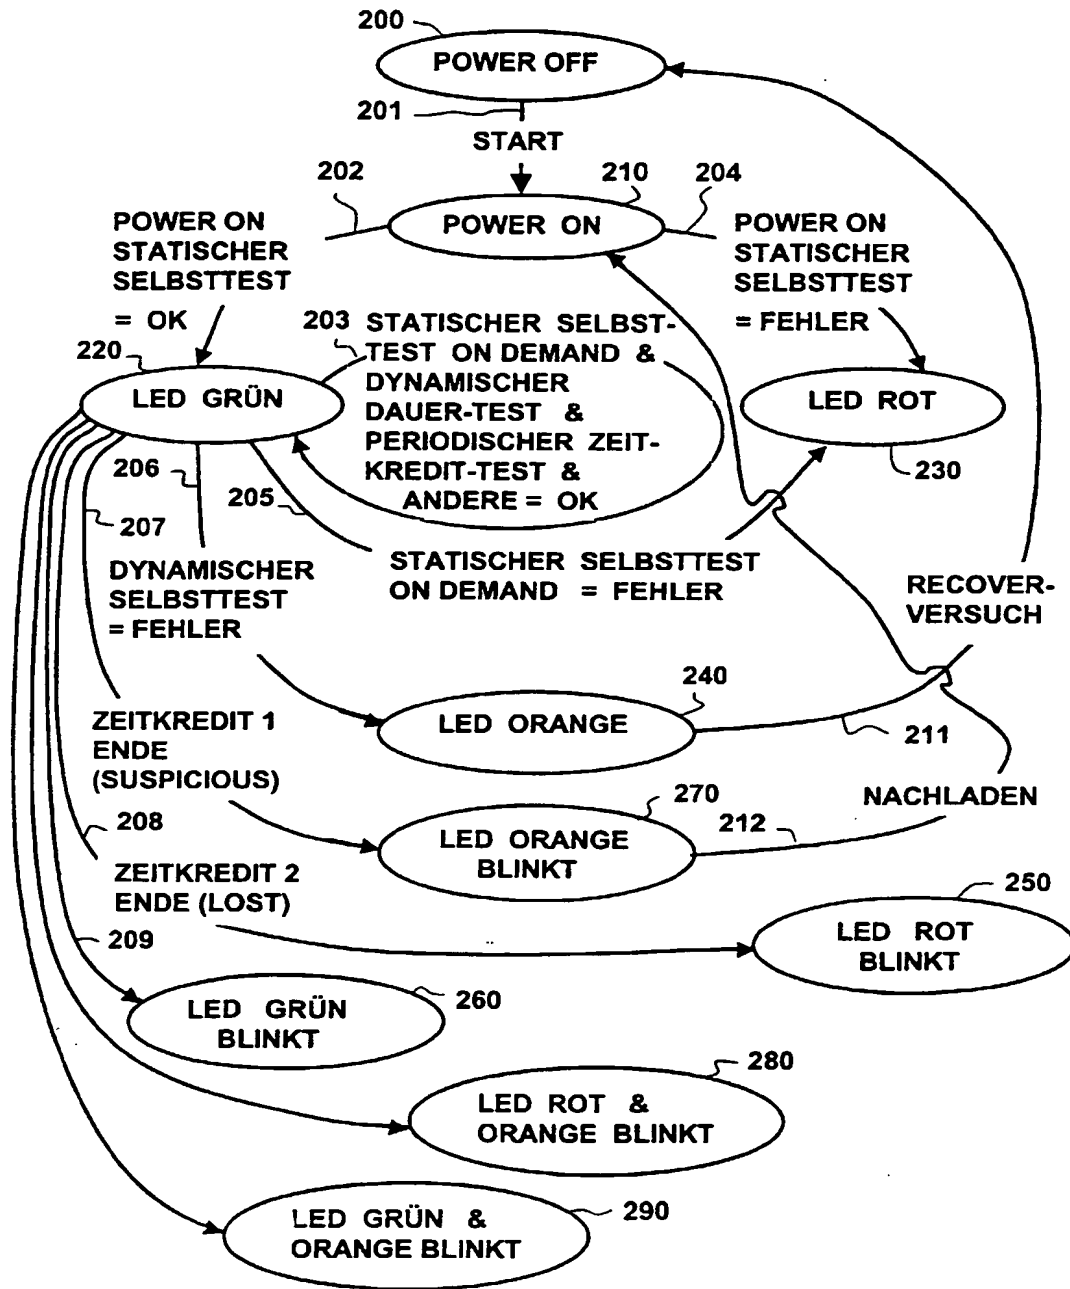 200
POWER OFF
201
START
202
210
204
POWER ON
POWER ON
STATISCHER
SELBSTTEST
= OK
POWER ON
STATISCHER
SELBSTTEST
= FEHLER
203
STATISCHER SELBST-
TEST ON DEMAND &
DYNAMISCHER
DAUER-TEST &
PERIODISCHER ZEIT-
KREDIT-TEST &
ANDERE = OK
220
LED GRÜN
LED ROT
230
206
205
207
DYNAMISCHER
SELBSTTEST
= FEHLER
STATISCHER SELBSTTEST
ON DEMAND = FEHLER
RECOVER-
VERSUCH
240
LED ORANGE
211
ZEITKREDIT 1
ENDE
(SUSPICIOUS)
270
LED ORANGE
BLINKT
212
NACHLADEN
208
ZEITKREDIT 2
ENDE (LOST)
250
LED ROT
BLINKT
209
260
LED GRÜN
BLINKT
280
LED ROT &
ORANGE BLINKT
290
LED GRÜN &
ORANGE BLINKT